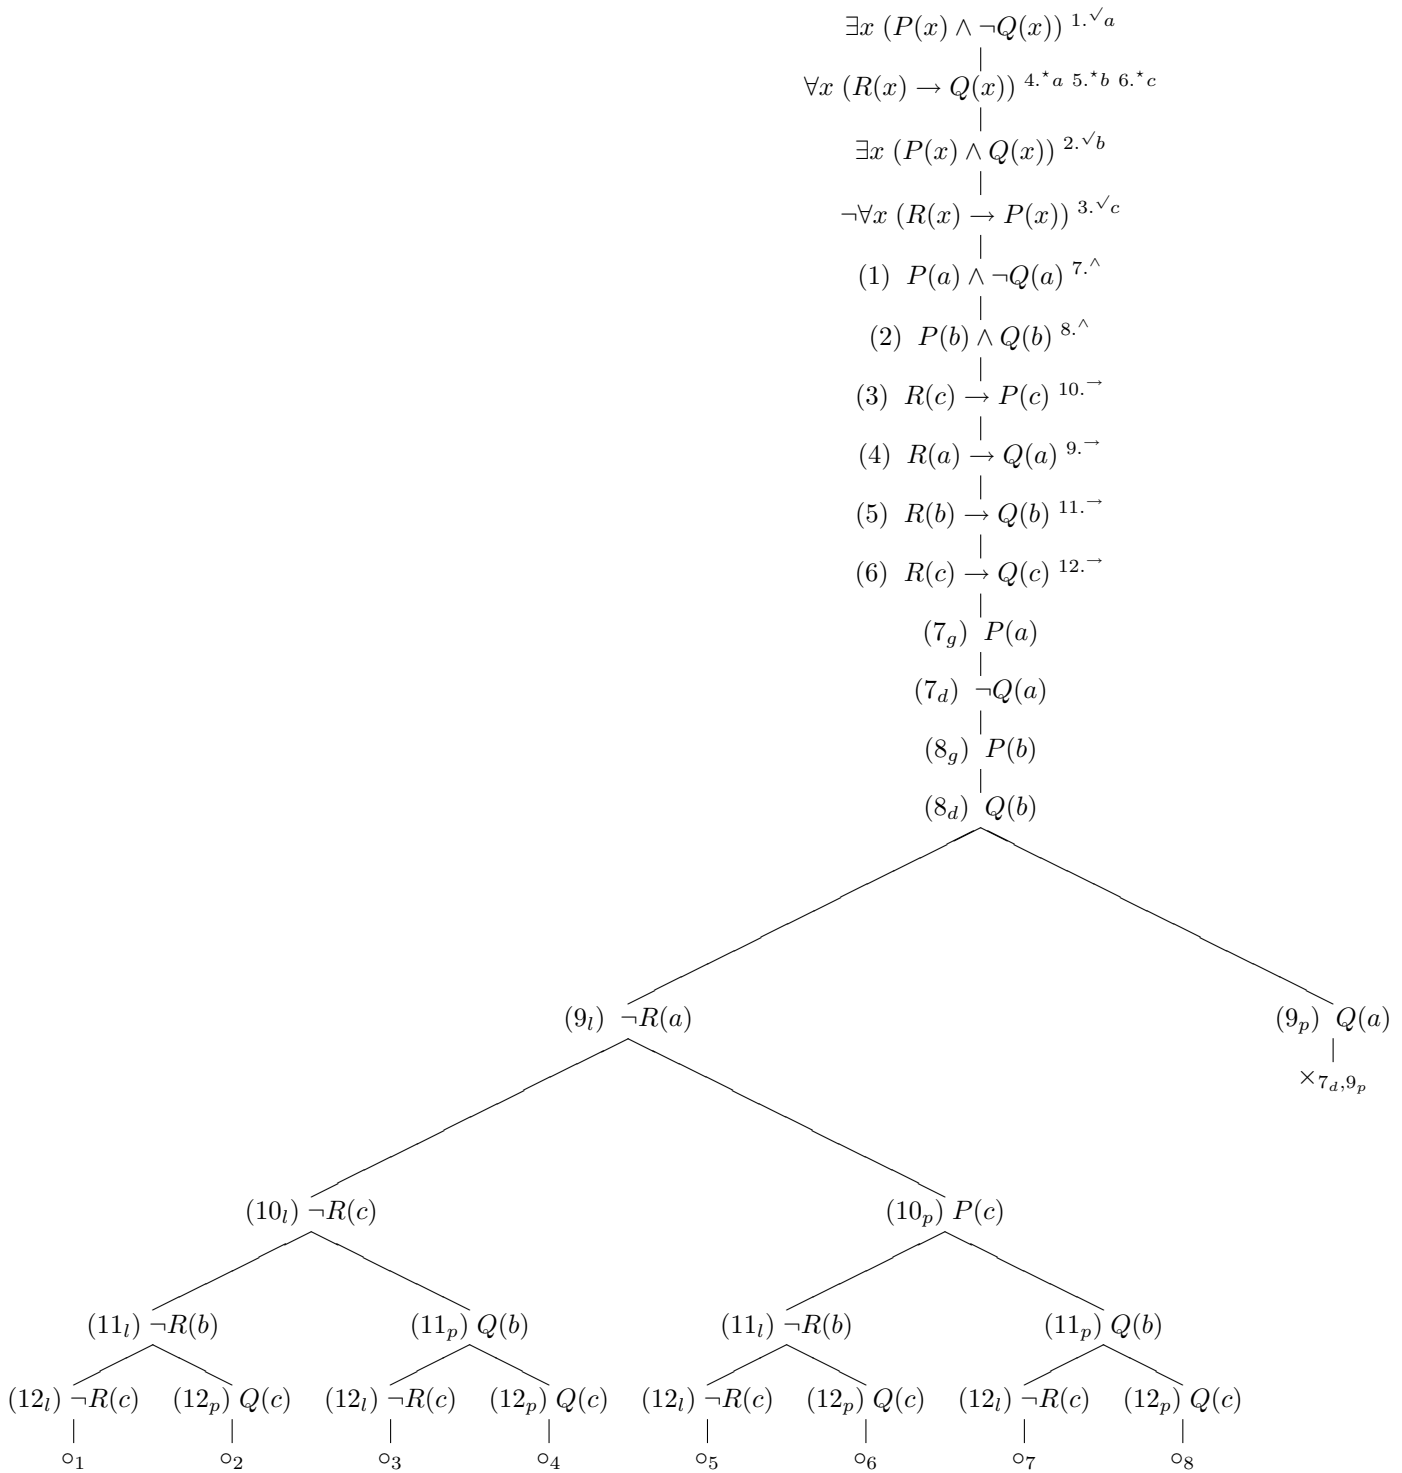 ∃x (P(x) ∧ ¬Q(x)) 1.√a
∀x (R(x) → Q(x)) 4.⋆a 5.⋆b 6.⋆c
∃x (P(x) ∧ Q(x)) 2.√b
¬∀x (R(x) → P(x)) 3.√c
(1) P(a) ∧ ¬Q(a) 7.∧
(2) P(b) ∧ Q(b) 8.∧
(3) R(c) → P(c) 10.→
(4) R(a) → Q(a) 9.→
(5) R(b) → Q(b) 11.→
(6) R(c) → Q(c) 12.→
(7g) P(a)
(7d) ¬Q(a)
(8g) P(b)
(8d) Q(b)
(9l) ¬R(a) (9p) Q(a)
×7d,9p
(10l) ¬R(c) (10p) P(c)
(11l) ¬R(b) (11p) Q(b) (11l) ¬R(b) (11p) Q(b)
(12l) ¬R(c) (12p) Q(c) (12l) ¬R(c) (12p) Q(c) (12l) ¬R(c) (12p) Q(c) (12l) ¬R(c) (12p) Q(c)
○1 ○2 ○3 ○4 ○5 ○6 ○7 ○8